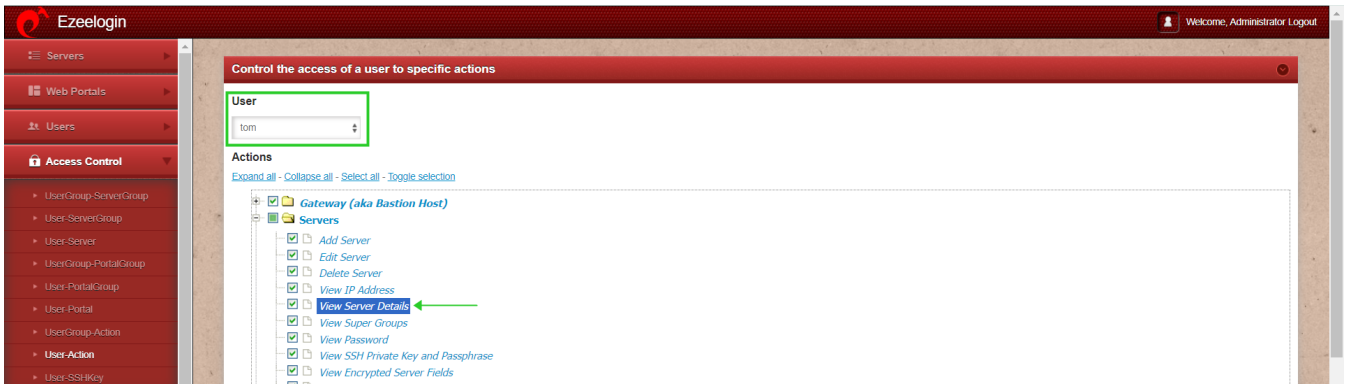 Ezeelogin
Welcome, Administrator Logout
Servers
Web Portals
Users
Access Control
UserGroup-ServerGroup
User-ServerGroup
User-Server
UserGroup-PortalGroup
User-PortalGroup
User-Portal
UserGroup-Action
User-Action
User-SSHKey
Control the access of a user to specific actions
User
tom
Actions
Expand all - Collapse all - Select all - Toggle selection
Gateway (aka Bastion Host)
Servers
Add Server
Edit Server
Delete Server
View IP Address
View Server Details
View Super Groups
View Password
View SSH Private Key and Passphrase
View Encrypted Server Fields